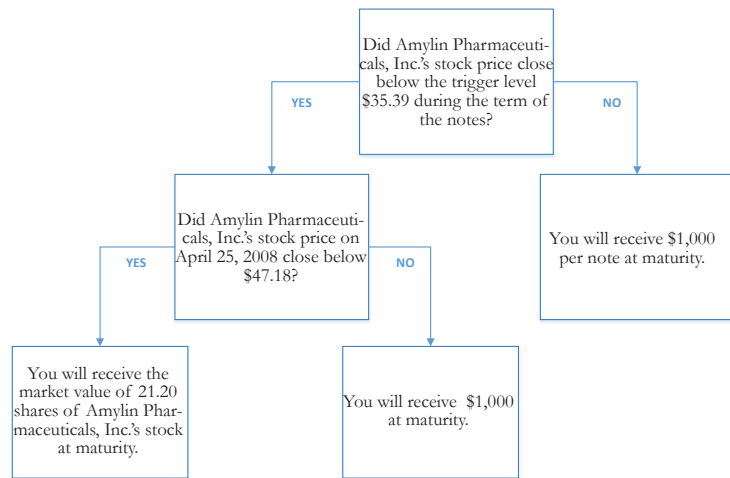 Did Amylin Pharmaceuti-
cals, Inc.'s stock price close
below the trigger level
$35.39 during the term of
the notes?
YES
NO
Did Amylin Pharmaceuti-
cals, Inc.'s stock price on
April 25, 2008 close below
$47.18?
You will receive $1,000
per note at maturity.
YES
NO
You will receive the
market value of 21.20
shares of Amylin Phar-
maceuticals, Inc.'s stock
at maturity.
You will receive $1,000
at maturity.